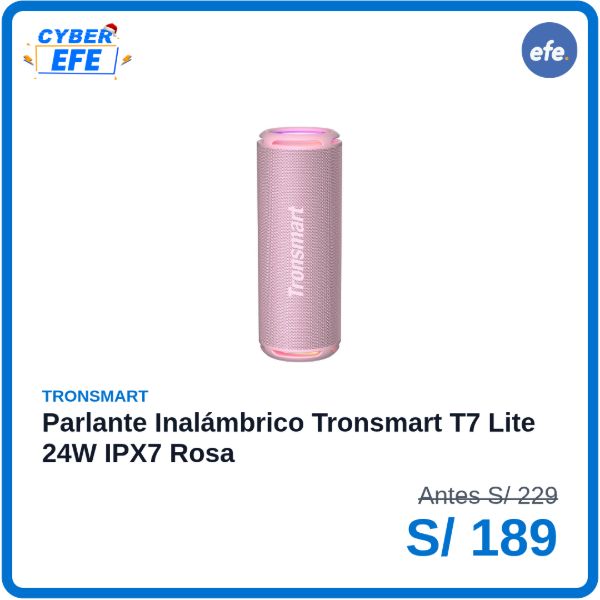 CYBER
EFE
efe.
Tronsmart
TRONSMART
Parlante Inalámbrico Tronsmart T7 Lite
24W IPX7 Rosa
Antes S/ 229
S/ 189